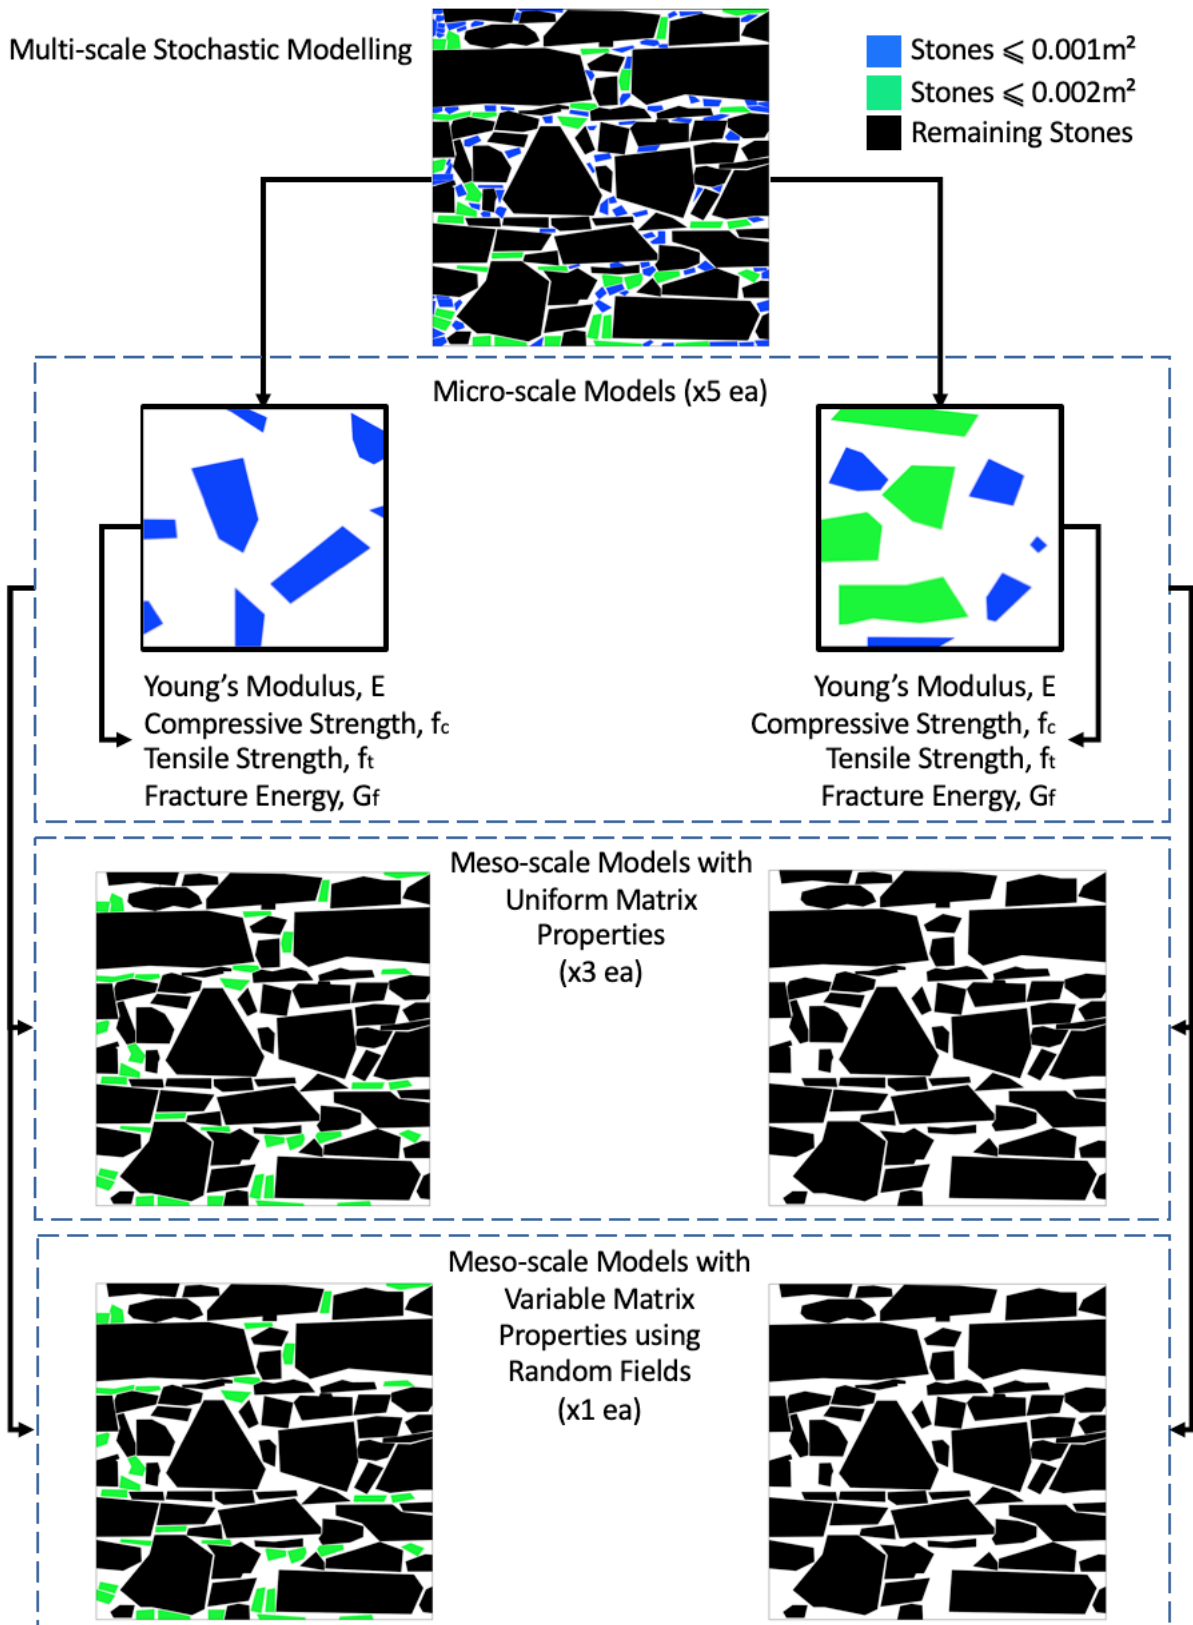 Multi-scale Stochastic Modelling
Stones ⩽ 0.001m²
Stones ⩽ 0.002m²
Remaining Stones
Micro-scale Models (x5 ea)
Young’s Modulus, E
Compressive Strength, fc
Tensile Strength, ft
Fracture Energy, Gf
Young’s Modulus, E
Compressive Strength, fc
Tensile Strength, ft
Fracture Energy, Gf
Meso-scale Models with
Uniform Matrix
Properties
(x3 ea)
Meso-scale Models with
Variable Matrix
Properties using
Random Fields
(x1 ea)